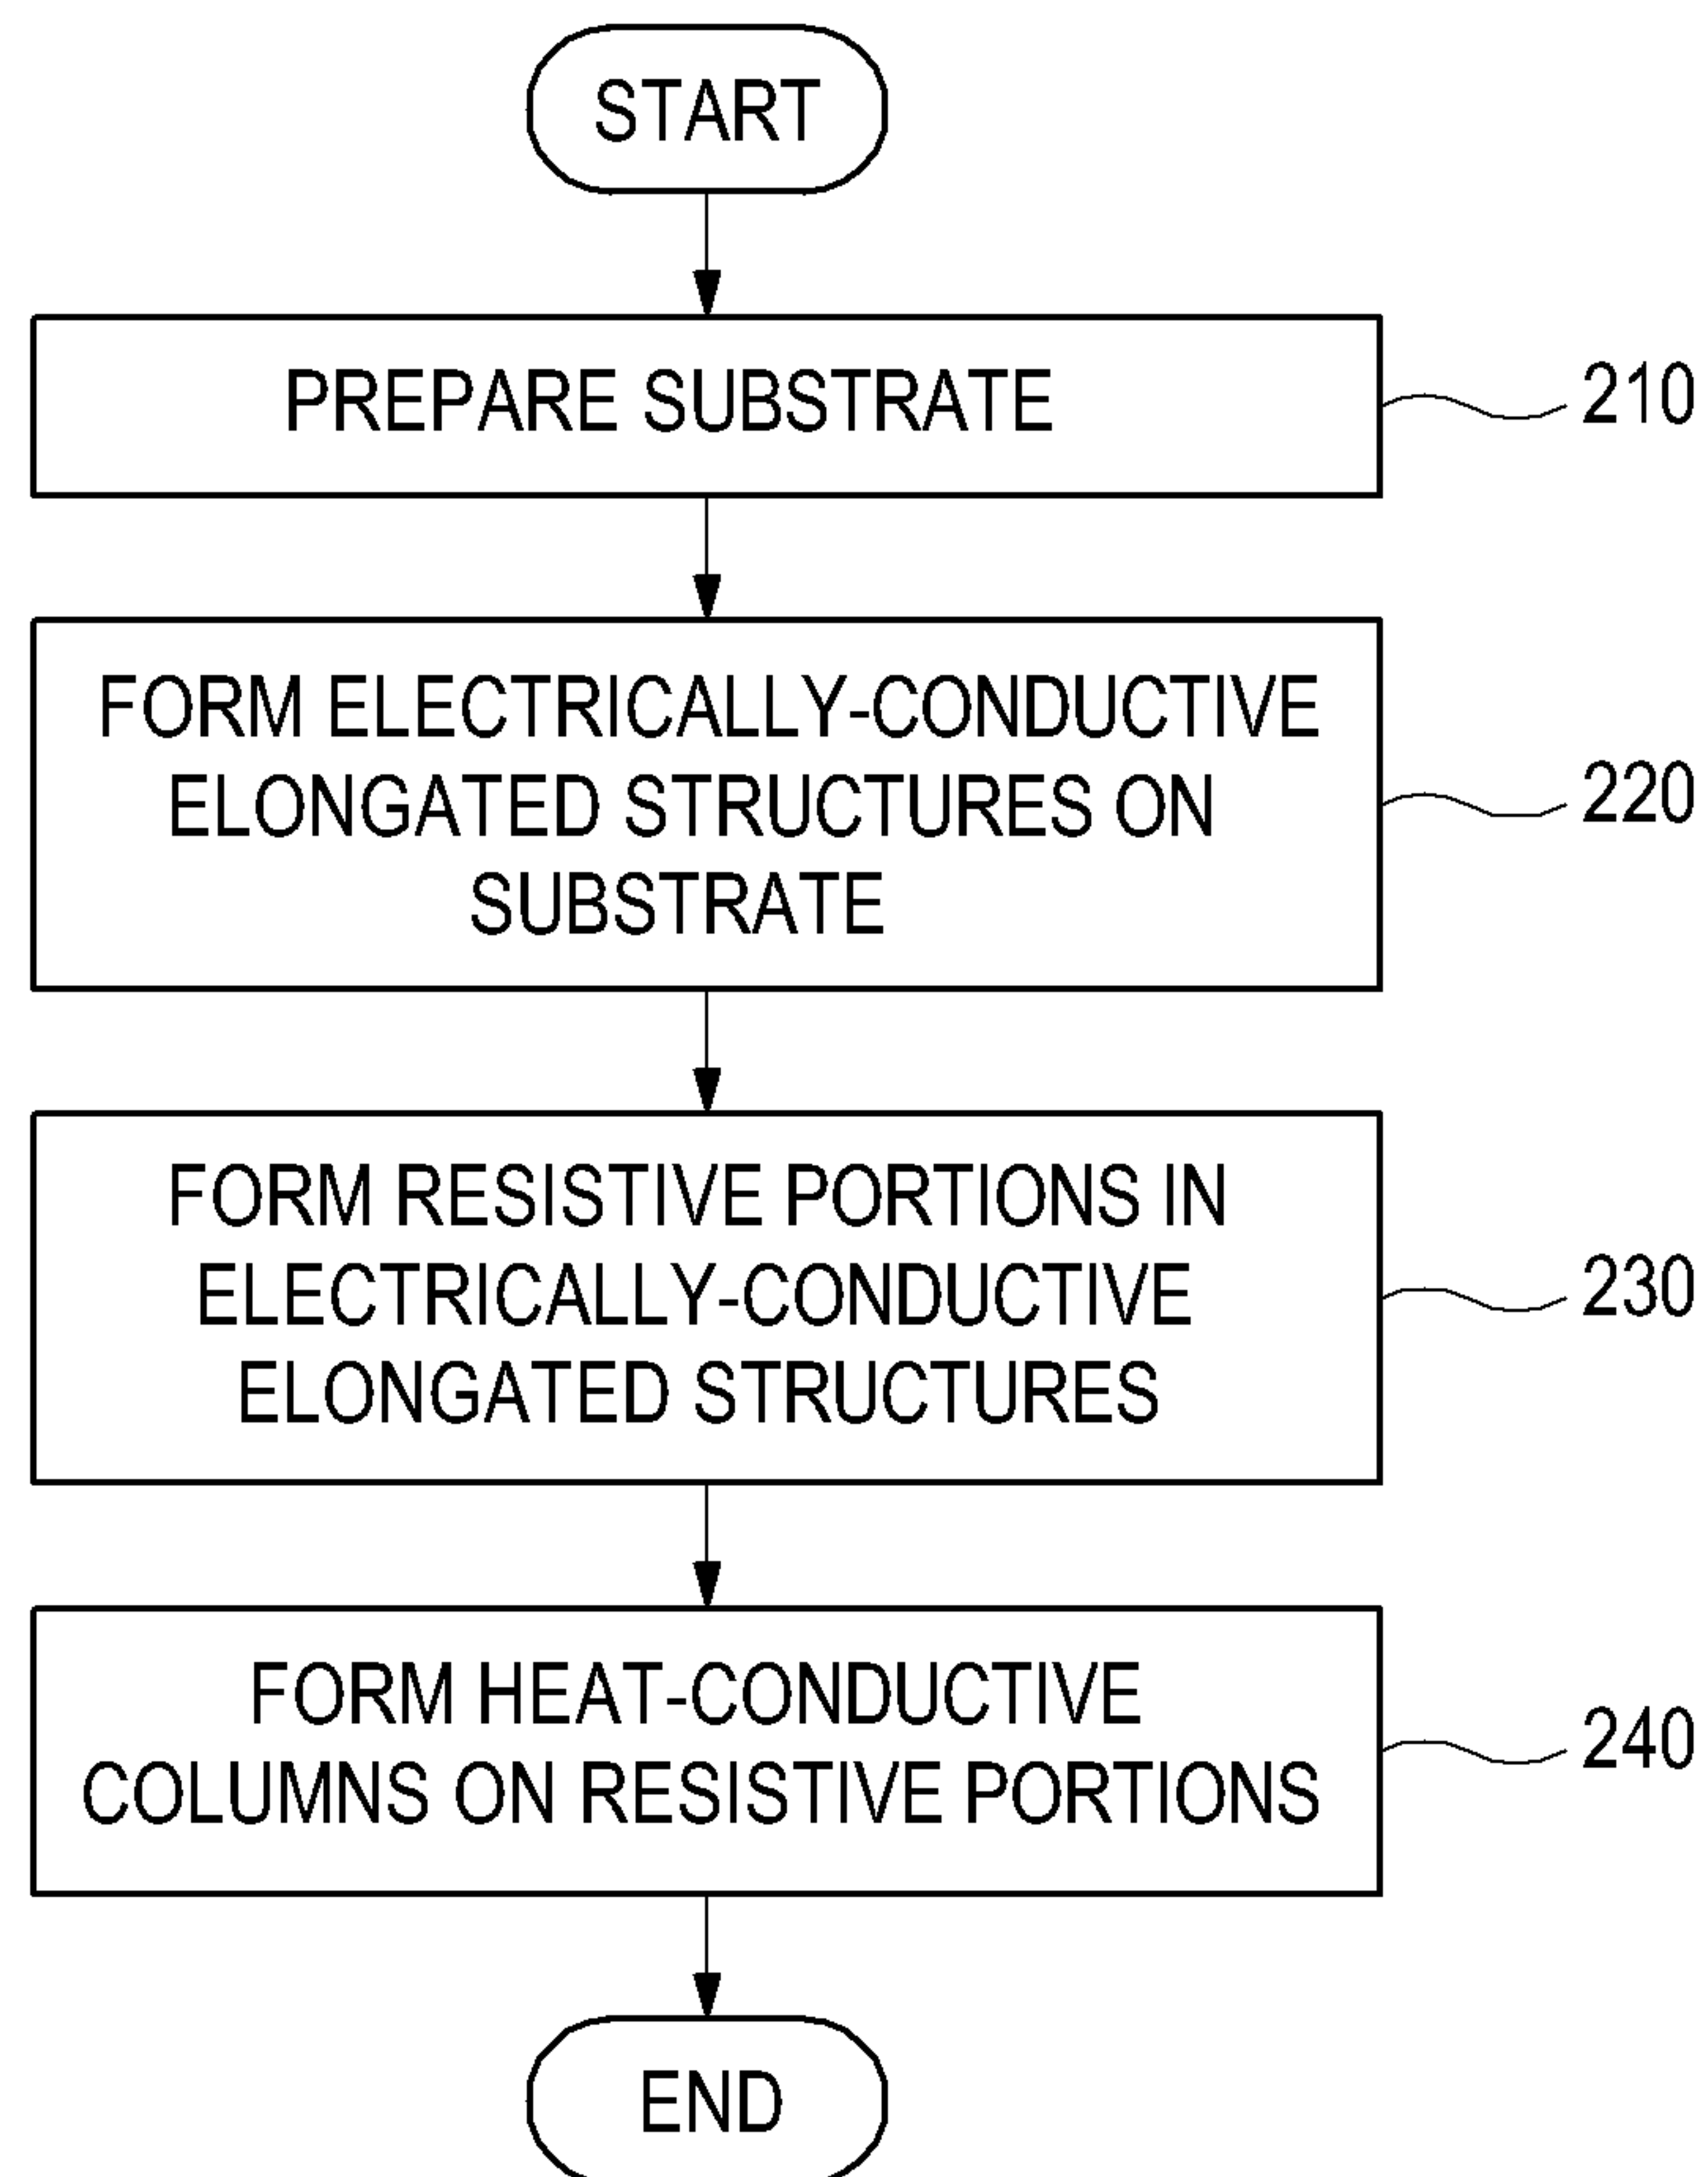 START
PREPARE SUBSTRATE
210
FORM ELECTRICALLY-CONDUCTIVE
ELONGATED STRUCTURES ON
SUBSTRATE
220
FORM RESISTIVE PORTIONS IN
ELECTRICALLY-CONDUCTIVE
ELONGATED STRUCTURES
230
FORM HEAT-CONDUCTIVE
COLUMNS ON RESISTIVE PORTIONS
240
END